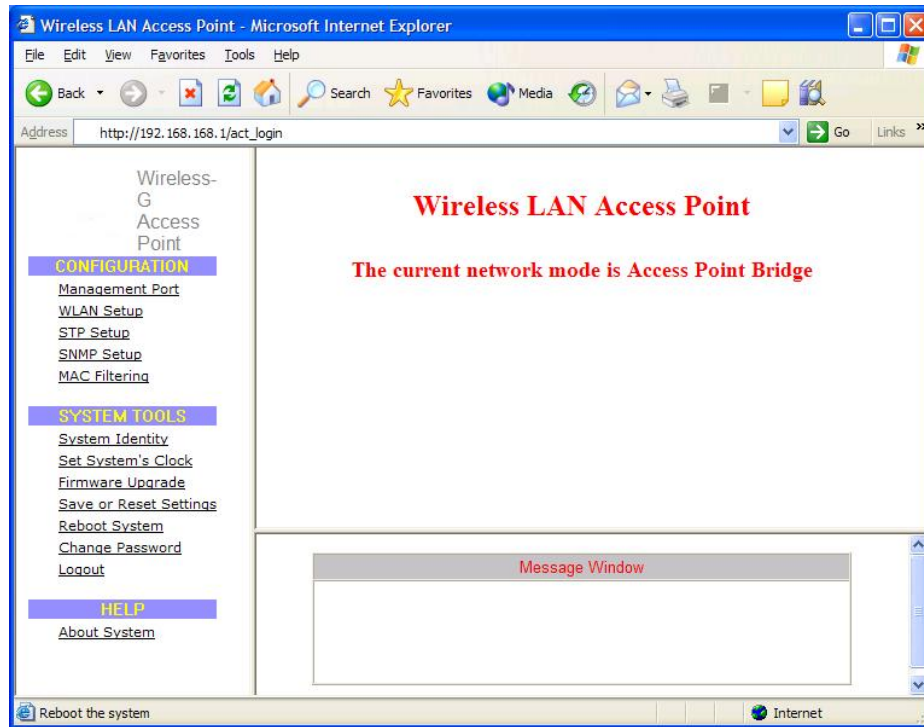 Wireless LAN Access Point - Microsoft Internet Explorer
File Edit View Favorites Tools Help
Back Search Favorites Media
Address http://192.168.168.1/act_login Go Links »
Wireless-
G
Access
Point
CONFIGURATION
Management Port
WLAN Setup
STP Setup
SNMP Setup
MAC Filtering
SYSTEM TOOLS
System Identity
Set System's Clock
Firmware Upgrade
Save or Reset Settings
Reboot System
Change Password
Logout
HELP
About System
Wireless LAN Access Point
The current network mode is Access Point Bridge
Message Window
Reboot the system Internet